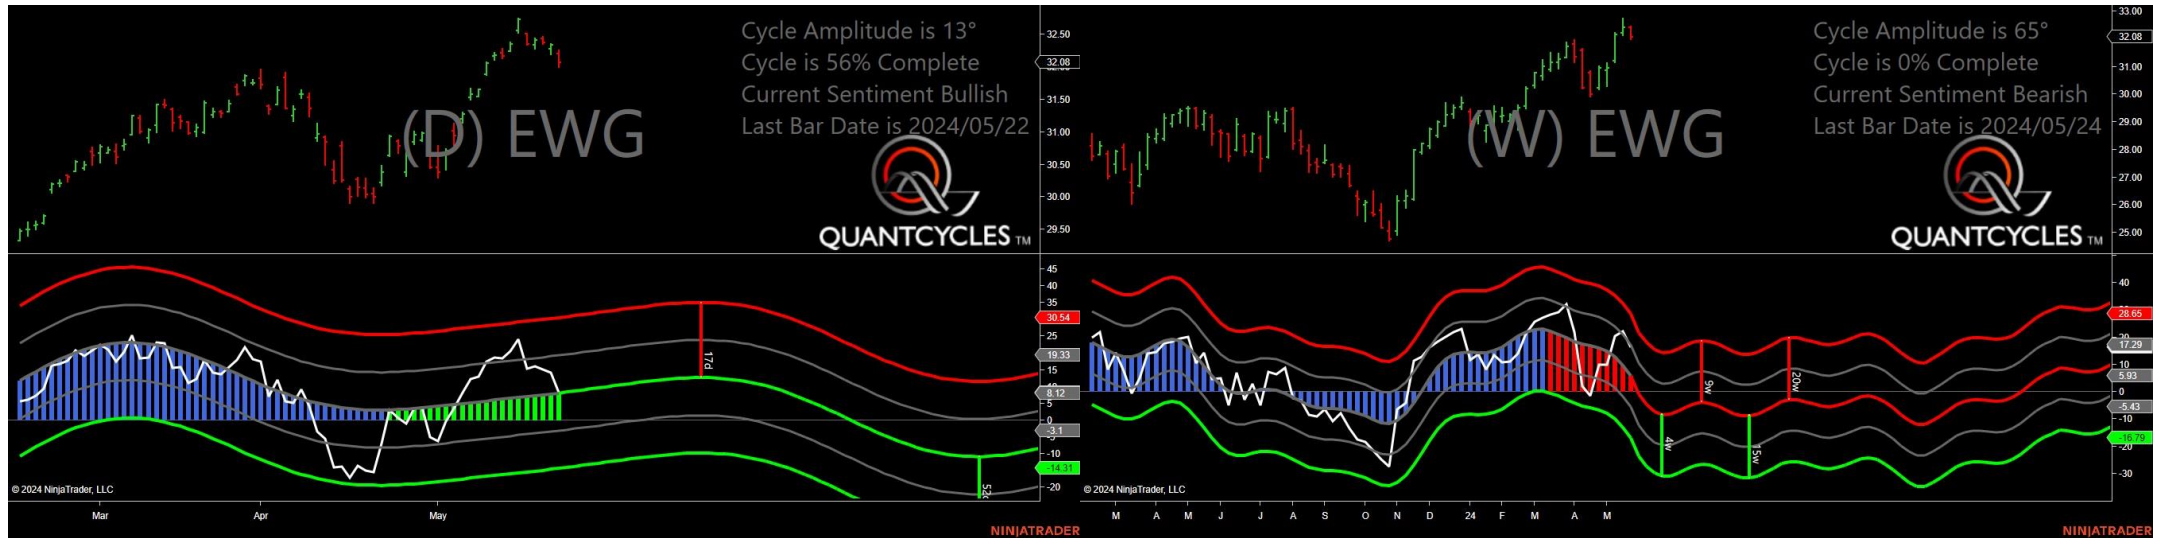 Cycle Amplitude is 13°
Cycle is 56% Complete
Current Sentiment Bullish
Last Bar Date is 2024/05/22
(D) EWG
QUANTCYCLES TM
32.50
32.08
31.50
31.00
30.50
30.00
29.50
45
40
35
30.54
25
19.33
15
8.12
5
0
-3.1
-10
-14.31
-20
17d
© 2024 NinjaTrader, LLC
Mar
Apr
May
NINJATRADER
Cycle Amplitude is 65°
Cycle is 0% Complete
Current Sentiment Bearish
Last Bar Date is 2024/05/24
(W) EWG
QUANTCYCLES TM
33.00
32.08
31.00
30.00
29.00
28.00
27.00
26.00
25.00
40
28.65
17.29
10
5.93
0
-5.43
-10
-16.79
-30
4w
9w
15w
20w
© 2024 NinjaTrader, LLC
M
A
M
J
J
A
S
O
N
D
24
F
M
A
M
NINJATRADER